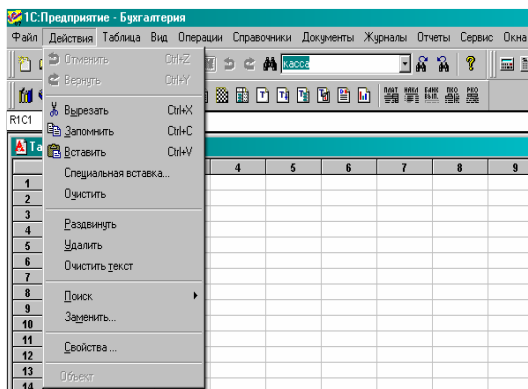 1С:Предприятие - Бухгалтерия
Файл Действия Таблица Вид Операции Справочники Документы Журналы Отчеты Сервис Окна
касса
R1C1
Та
Отменить Ctrl+Z
Вернуть Ctrl+Y
Вырезать Ctrl+X
Запомнить Ctrl+C
Вставить Ctrl+V
Специальная вставка...
Очистить
Раздвинуть
Удалить
Очистить текст
Поиск
Заменить...
Свойства ...
Объект
4 5 6 7 8 9
1
2
3
4
5
6
7
8
9
10
11
12
13
14